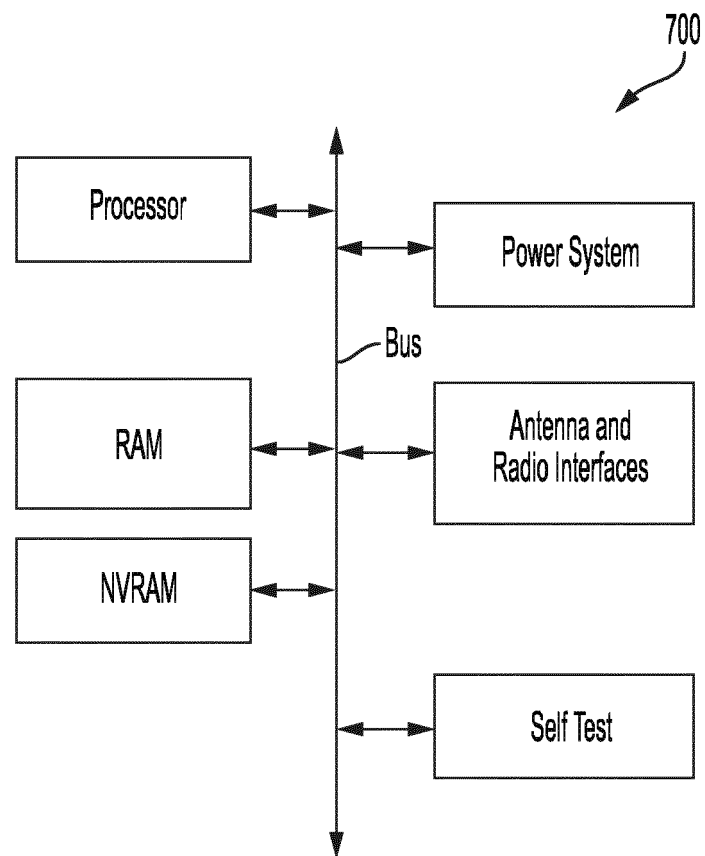 700
Processor
Power System
Bus
RAM
Antenna and
Radio Interfaces
NVRAM
Self Test